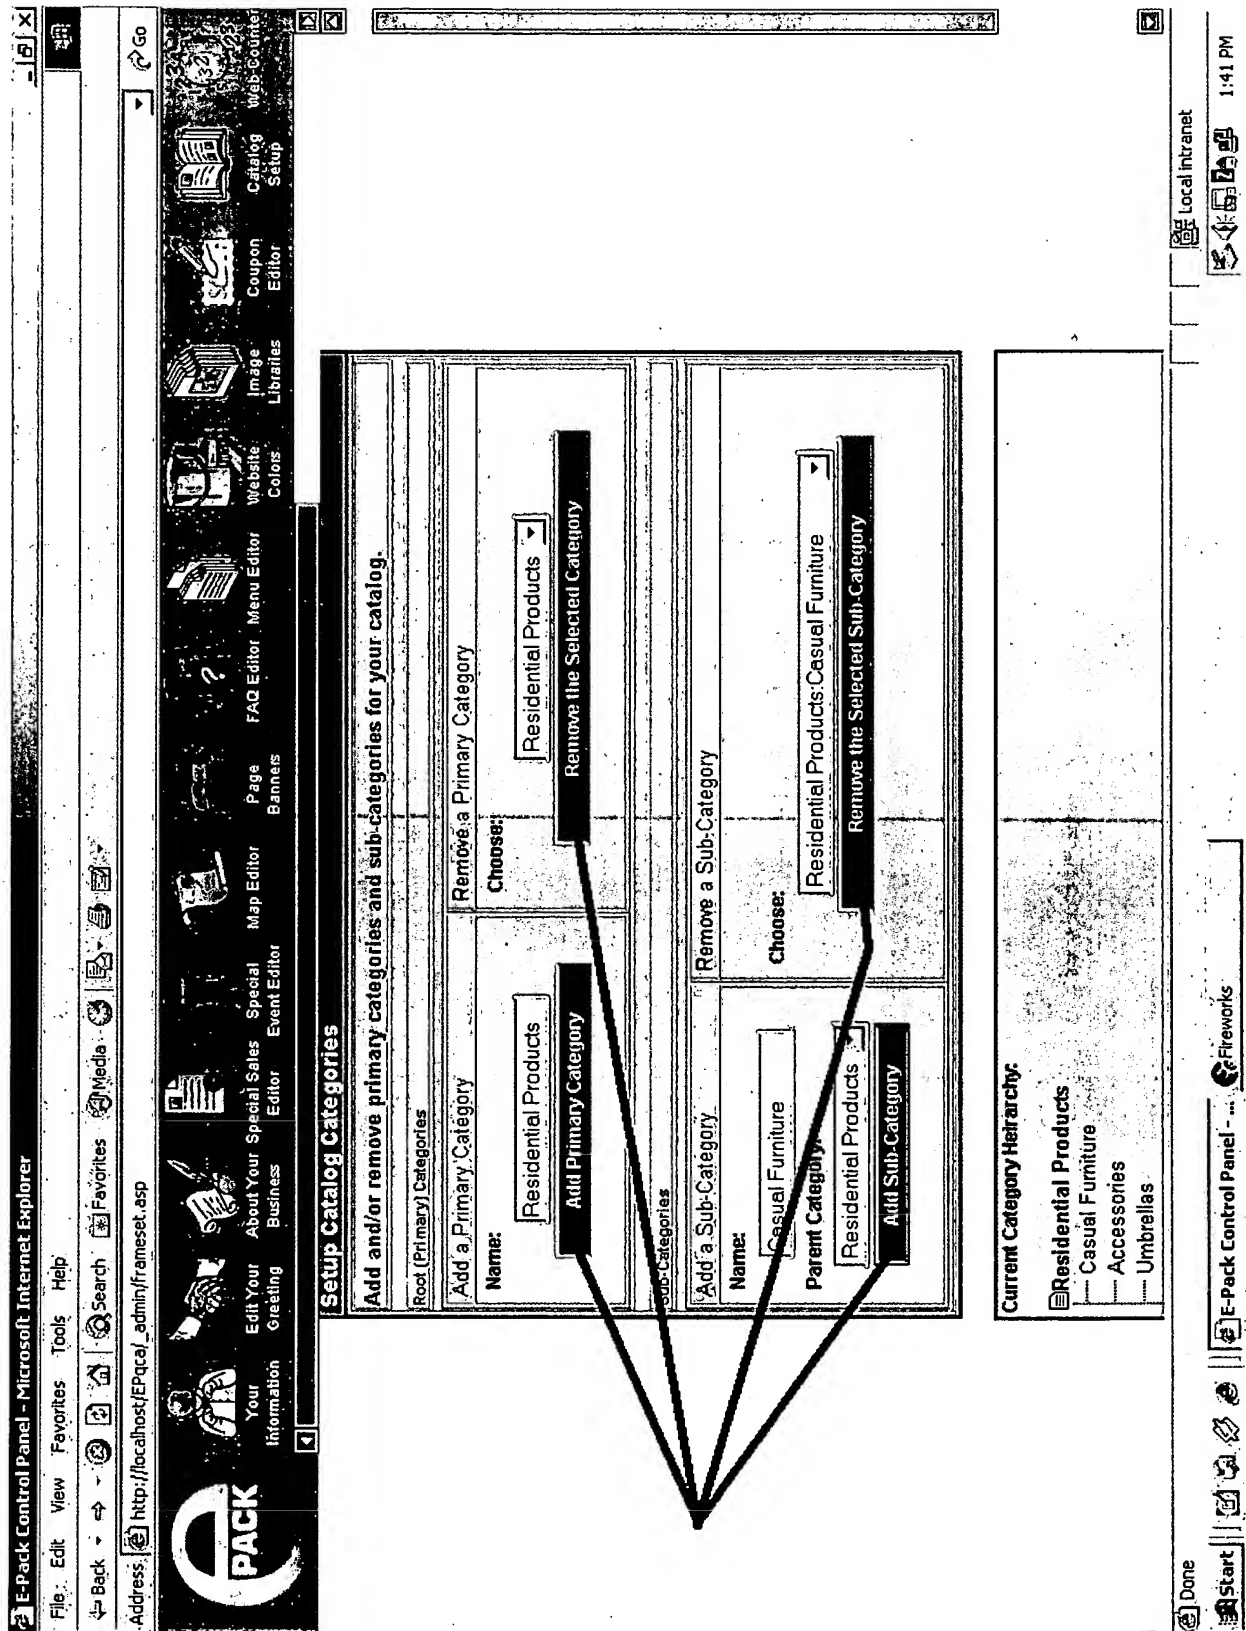 E-Pack Control Panel - Microsoft Internet Explorer
File Edit View Favorites Tools Help
Back Search Favorites Media
Address http://localhost/EPqca/_admin/frameset.asp Go
e PACK
Your Information
Edit Your Greeting
About Your Business
Special Sales Editor
Special Event Editor
Map Editor
Page Banners
FAQ Editor
Menu Editor
Website Colors
Image Libraries
Coupon Editor
Catalog Setup
Web Counter
Setup Catalog Categories
Add and/or remove primary categories and sub-categories for your catalog.
Root (Primary) Categories
Add a Primary Category
Name:
Residential Products
Add Primary Category
Remove a Primary Category
Choose:
Residential Products
Remove the Selected Category
Sub-Categories
Add a Sub-Category
Name:
Casual Furniture
Parent Category:
Residential Products
Add Sub-Category
Remove a Sub-Category
Choose:
Residential Products:Casual Furniture
Remove the Selected Sub-Category
Current Category Heirarchy:
Residential Products
Casual Furniture
Accessories
Umbrellas
Done Local intranet
Start E-Pack Control Panel - ... Fireworks 1:41 PM